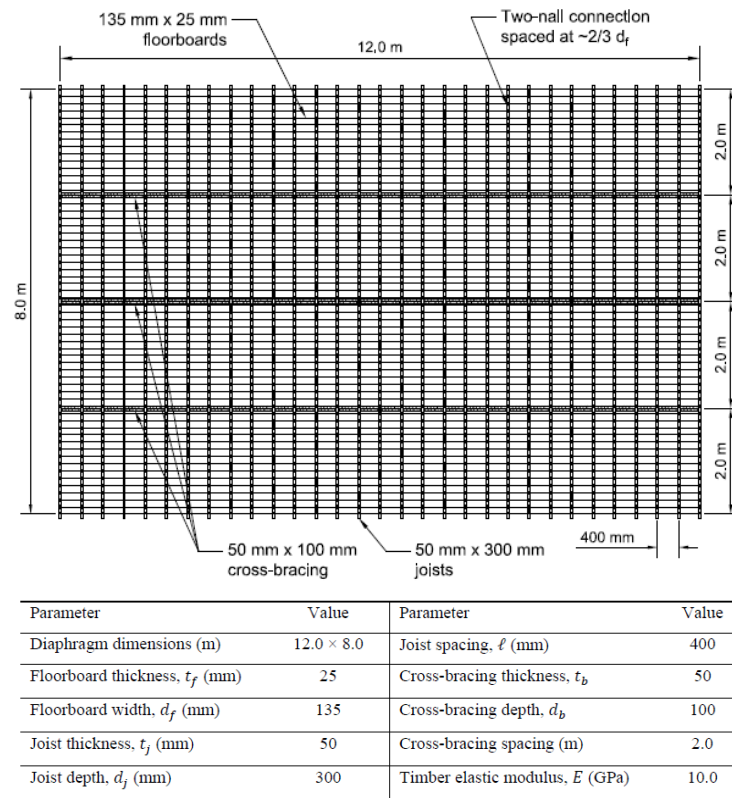 135 mm x 25 mm
floorboards
Two-nail connection
spaced at ~2/3 df
12,0 m
8.0 m
2.0 m
2.0 m
2.0 m
2.0 m
50 mm x 100 mm
cross-bracing
50 mm x 300 mm
joists
400 mm
Parameter Value Parameter Value
Diaphragm dimensions (m) 12.0 × 8.0 Joist spacing, ℓ (mm) 400
Floorboard thickness, tf (mm) 25 Cross-bracing thickness, tb 50
Floorboard width, df (mm) 135 Cross-bracing depth, db 100
Joist thickness, tj (mm) 50 Cross-bracing spacing (m) 2.0
Joist depth, dj (mm) 300 Timber elastic modulus, E (GPa) 10.0